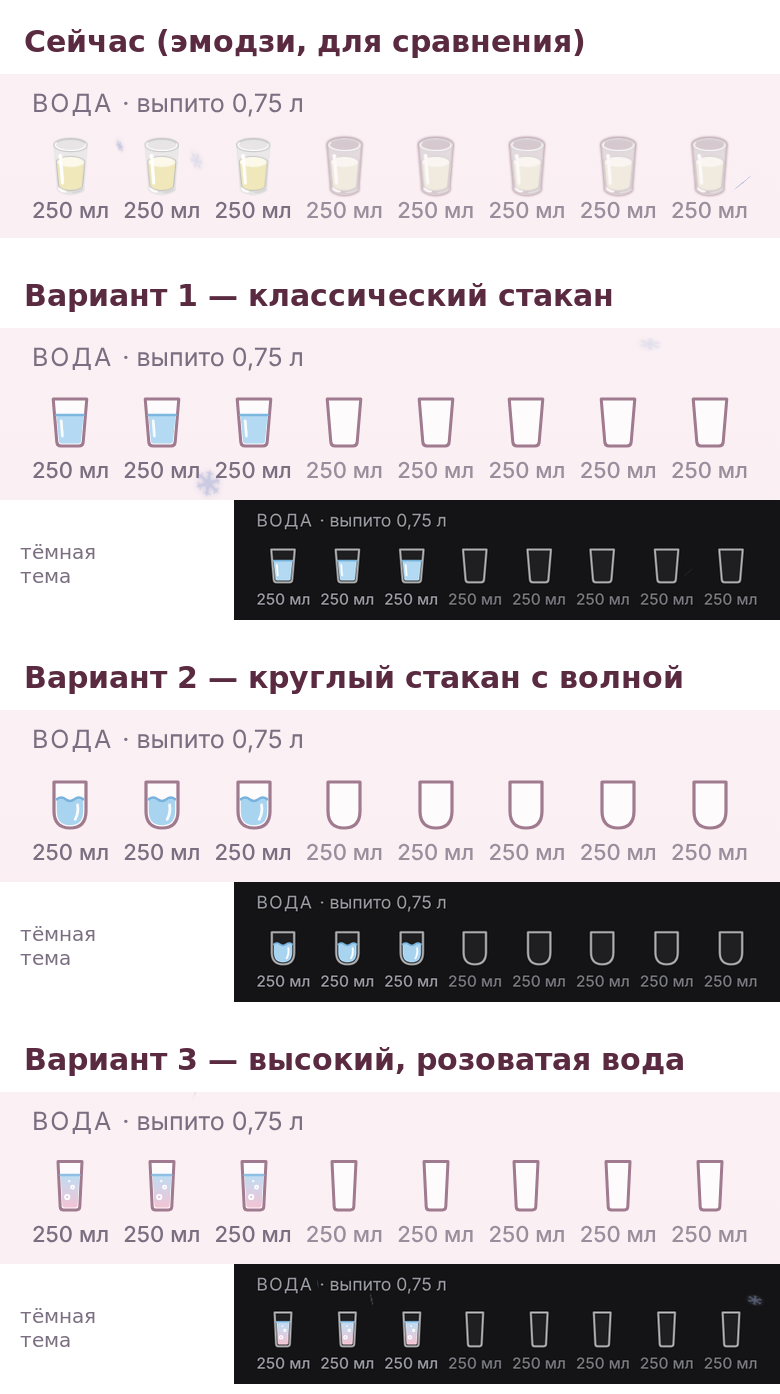 Сейчас (эмодзи, для сравнения)
ВОДА · выпито 0,75 л
250 мл 250 мл 250 мл 250 мл 250 мл 250 мл 250 мл 250 мл
Вариант 1 — классический стакан
ВОДА · выпито 0,75 л
250 мл 250 мл 250 мл 250 мл 250 мл 250 мл 250 мл 250 мл
ВОДА · выпито 0,75 л
тёмная
тема
250 мл 250 мл 250 мл 250 мл 250 мл 250 мл 250 мл 250 мл
Вариант 2 — круглый стакан с волной
ВОДА · выпито 0,75 л
250 мл 250 мл 250 мл 250 мл 250 мл 250 мл 250 мл 250 мл
ВОДА · выпито 0,75 л
тёмная
тема
250 мл 250 мл 250 мл 250 мл 250 мл 250 мл 250 мл 250 мл
Вариант 3 — высокий, розоватая вода
ВОДА · выпито 0,75 л
250 мл 250 мл 250 мл 250 мл 250 мл 250 мл 250 мл 250 мл
ВОДА · выпито 0,75 л
тёмная
тема
250 мл 250 мл 250 мл 250 мл 250 мл 250 мл 250 мл 250 мл